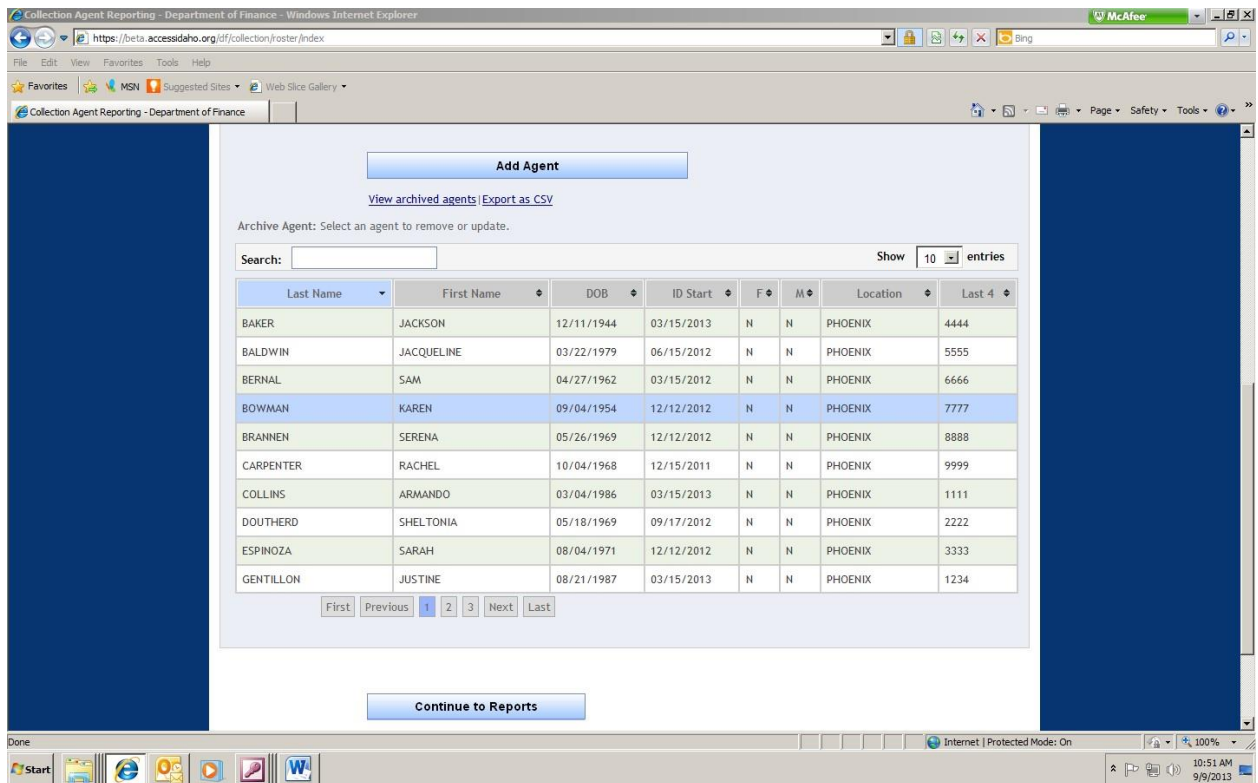 Collection Agent Reporting - Department of Finance - Windows Internet Explorer
McAfee
https://beta.accessidaho.org/df/collection/roster/index
Bing
File Edit View Favorites Tools Help
Favorites MSN Suggested Sites Web Slice Gallery
Collection Agent Reporting - Department of Finance
Page Safety Tools »
Add Agent
View archived agents | Export as CSV
Archive Agent: Select an agent to remove or update.
Search: Show 10 entries
Last Name First Name DOB ID Start F M Location Last 4
BAKER JACKSON 12/11/1944 03/15/2013 N N PHOENIX 4444
BALDWIN JACQUELINE 03/22/1979 06/15/2012 N N PHOENIX 5555
BERNAL SAM 04/27/1962 03/15/2012 N N PHOENIX 6666
BOWMAN KAREN 09/04/1954 12/12/2012 N N PHOENIX 7777
BRANNEN SERENA 05/26/1969 12/12/2012 N N PHOENIX 8888
CARPENTER RACHEL 10/04/1968 12/15/2011 N N PHOENIX 9999
COLLINS ARMANDO 03/04/1986 03/15/2013 N N PHOENIX 1111
DOUTHERD SHELTONIA 05/18/1969 09/17/2012 N N PHOENIX 2222
ESPINOZA SARAH 08/04/1971 12/12/2012 N N PHOENIX 3333
GENTILLON JUSTINE 08/21/1987 03/15/2013 N N PHOENIX 1234
First Previous 1 2 3 Next Last
Continue to Reports
Done Internet | Protected Mode: On 100%
Start 10:51 AM
9/9/2013